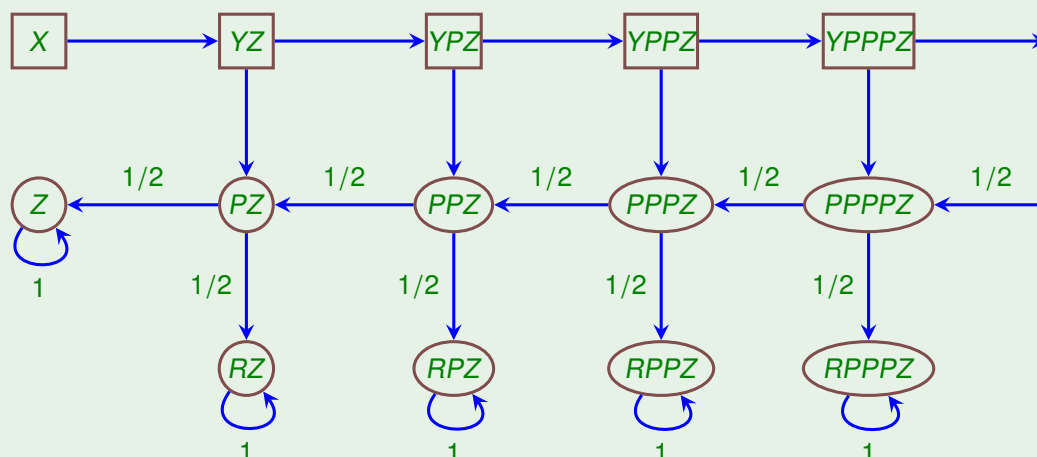 X YZ YPZ YPPZ YPPPZ
1/2 1/2 1/2 1/2 1/2
Z PZ PPZ PPPZ PPPPZ
1 1/2 1/2 1/2 1/2
RZ RPZ RPPZ RPPPZ
1 1 1 1